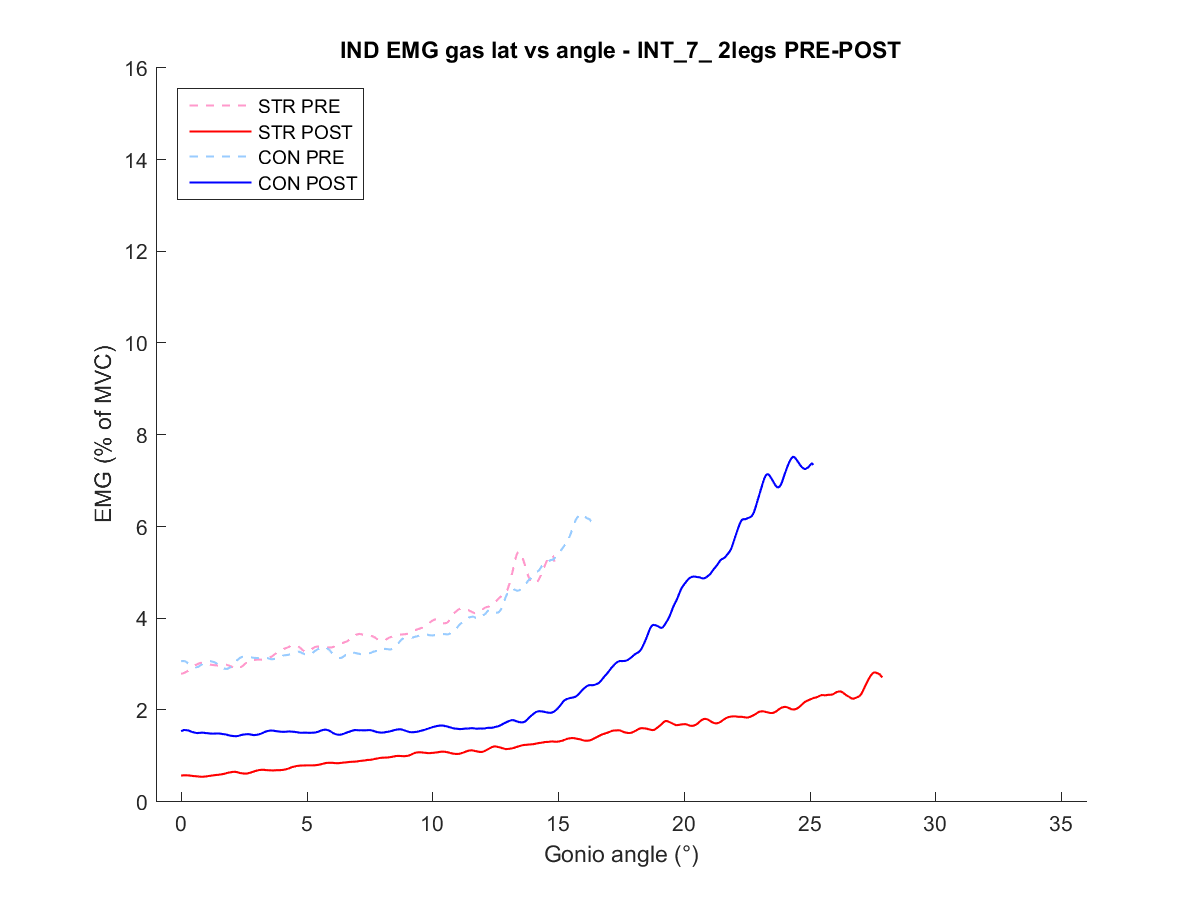 IND EMG gas lat vs angle - INT_7_ 2legs PRE-POST
16
14
12
10
8
6
4
2
0
STR PRE
STR POST
CON PRE
CON POST
EMG (% of MVC)
0 5 10 15 20 25 30 35
Gonio angle (°)